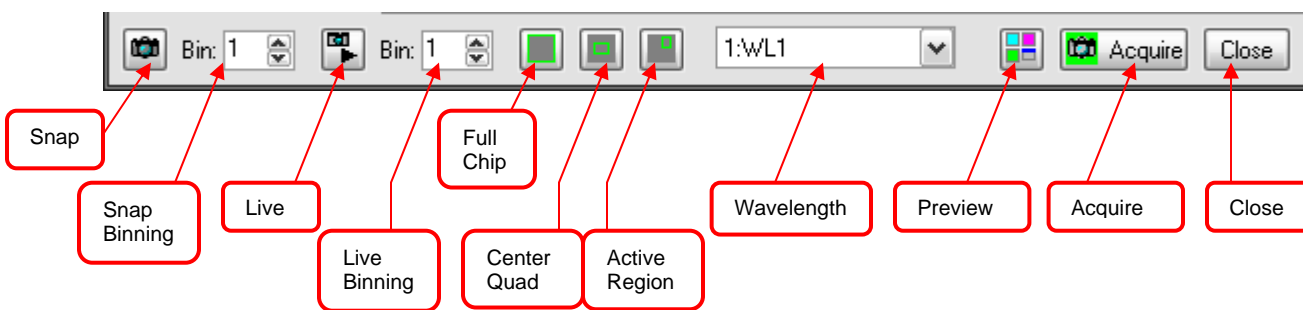 Bin: 1 Bin: 1 1:WL1 Acquire Close
Snap
Full
Chip
Snap
Binning
Live
Wavelength
Preview
Acquire
Close
Live
Binning
Center
Quad
Active
Region